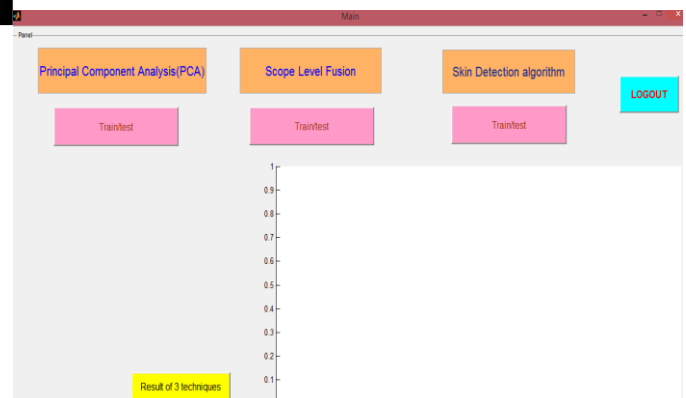 Main
Panel
Principal Component Analysis(PCA)
Scope Level Fusion
Skin Detection algorithm
LOGOUT
Train/test
Train/test
Train/test
1
0.9
0.8
0.7
0.6
0.5
0.4
0.3
0.2
0.1
Result of 3 techniques